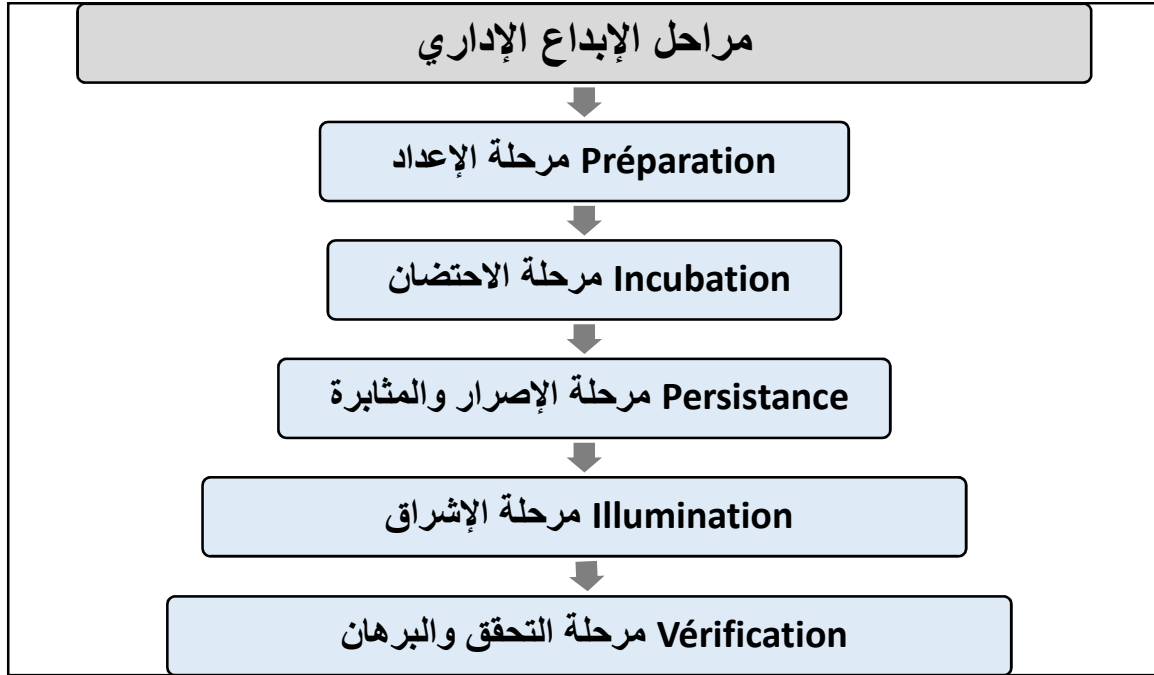 مراحل الإبداع الإداري
مرحلة الإعداد Préparation
مرحلة الاحتضان Incubation
مرحلة الإصرار والمثابرة Persistance
مرحلة الإشراق Illumination
مرحلة التحقق والبرهان Vérification